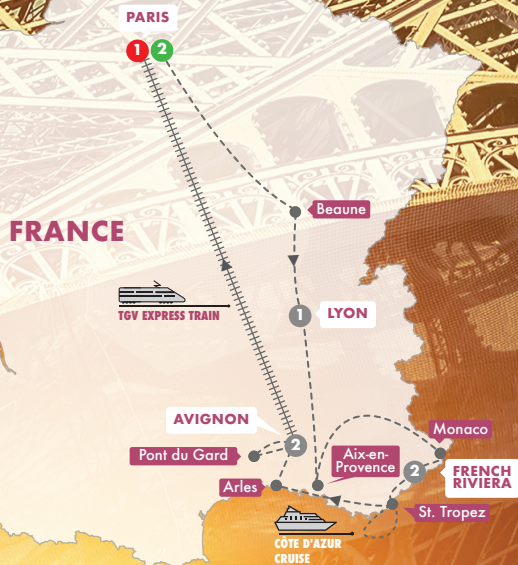 PARIS
1 2
Beaune
FRANCE
TGV EXPRESS TRAIN
1 LYON
AVIGNON
2
Pont du Gard
Arles
Aix-en-
Provence
Monaco
2 FRENCH
RIVIERA
St. Tropez
CÔTE D'AZUR
CRUISE